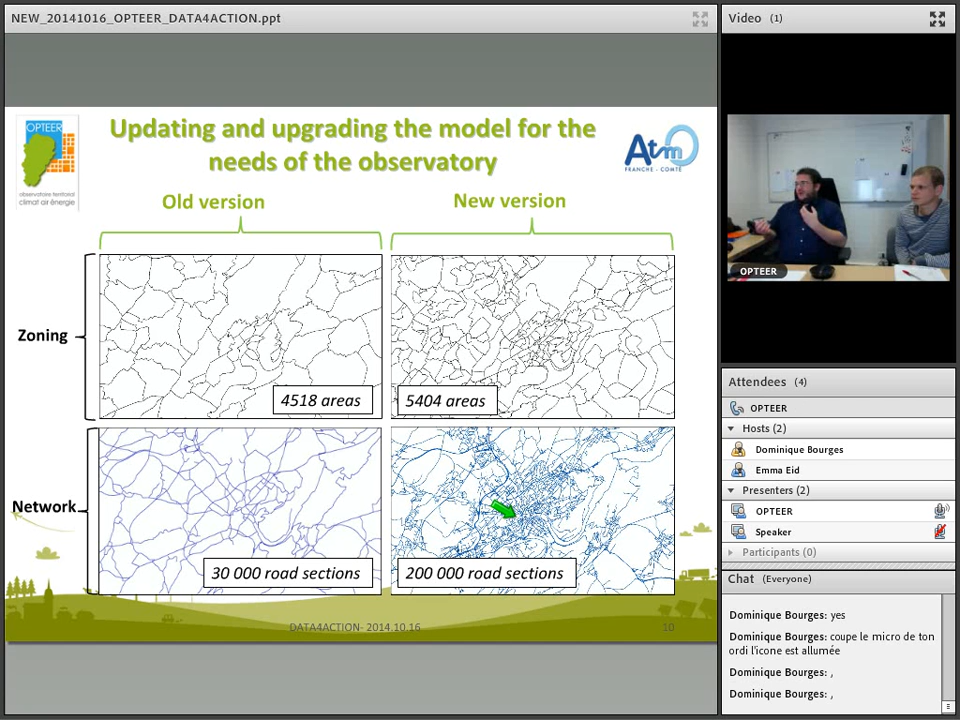 NEW_20141016_OPTEER_DATA4ACTION.ppt
OPTEER
observatoire territorial
climat air énergie
Updating and upgrading the model for the
needs of the observatory
Atmo
FRANCHE - COMTÉ
Old version
New version
Zoning
4518 areas
5404 areas
Network
30 000 road sections
200 000 road sections
DATA4ACTION- 2014.10.16
10
Video (1)
OPTEER
Attendees (4)
OPTEER
Hosts (2)
Dominique Bourges
Emma Eid
Presenters (2)
OPTEER
Speaker
Participants (0)
Chat (Everyone)
Dominique Bourges: yes
Dominique Bourges: coupe le micro de ton
ordi l'icone est allumée
Dominique Bourges: ,
Dominique Bourges: ,